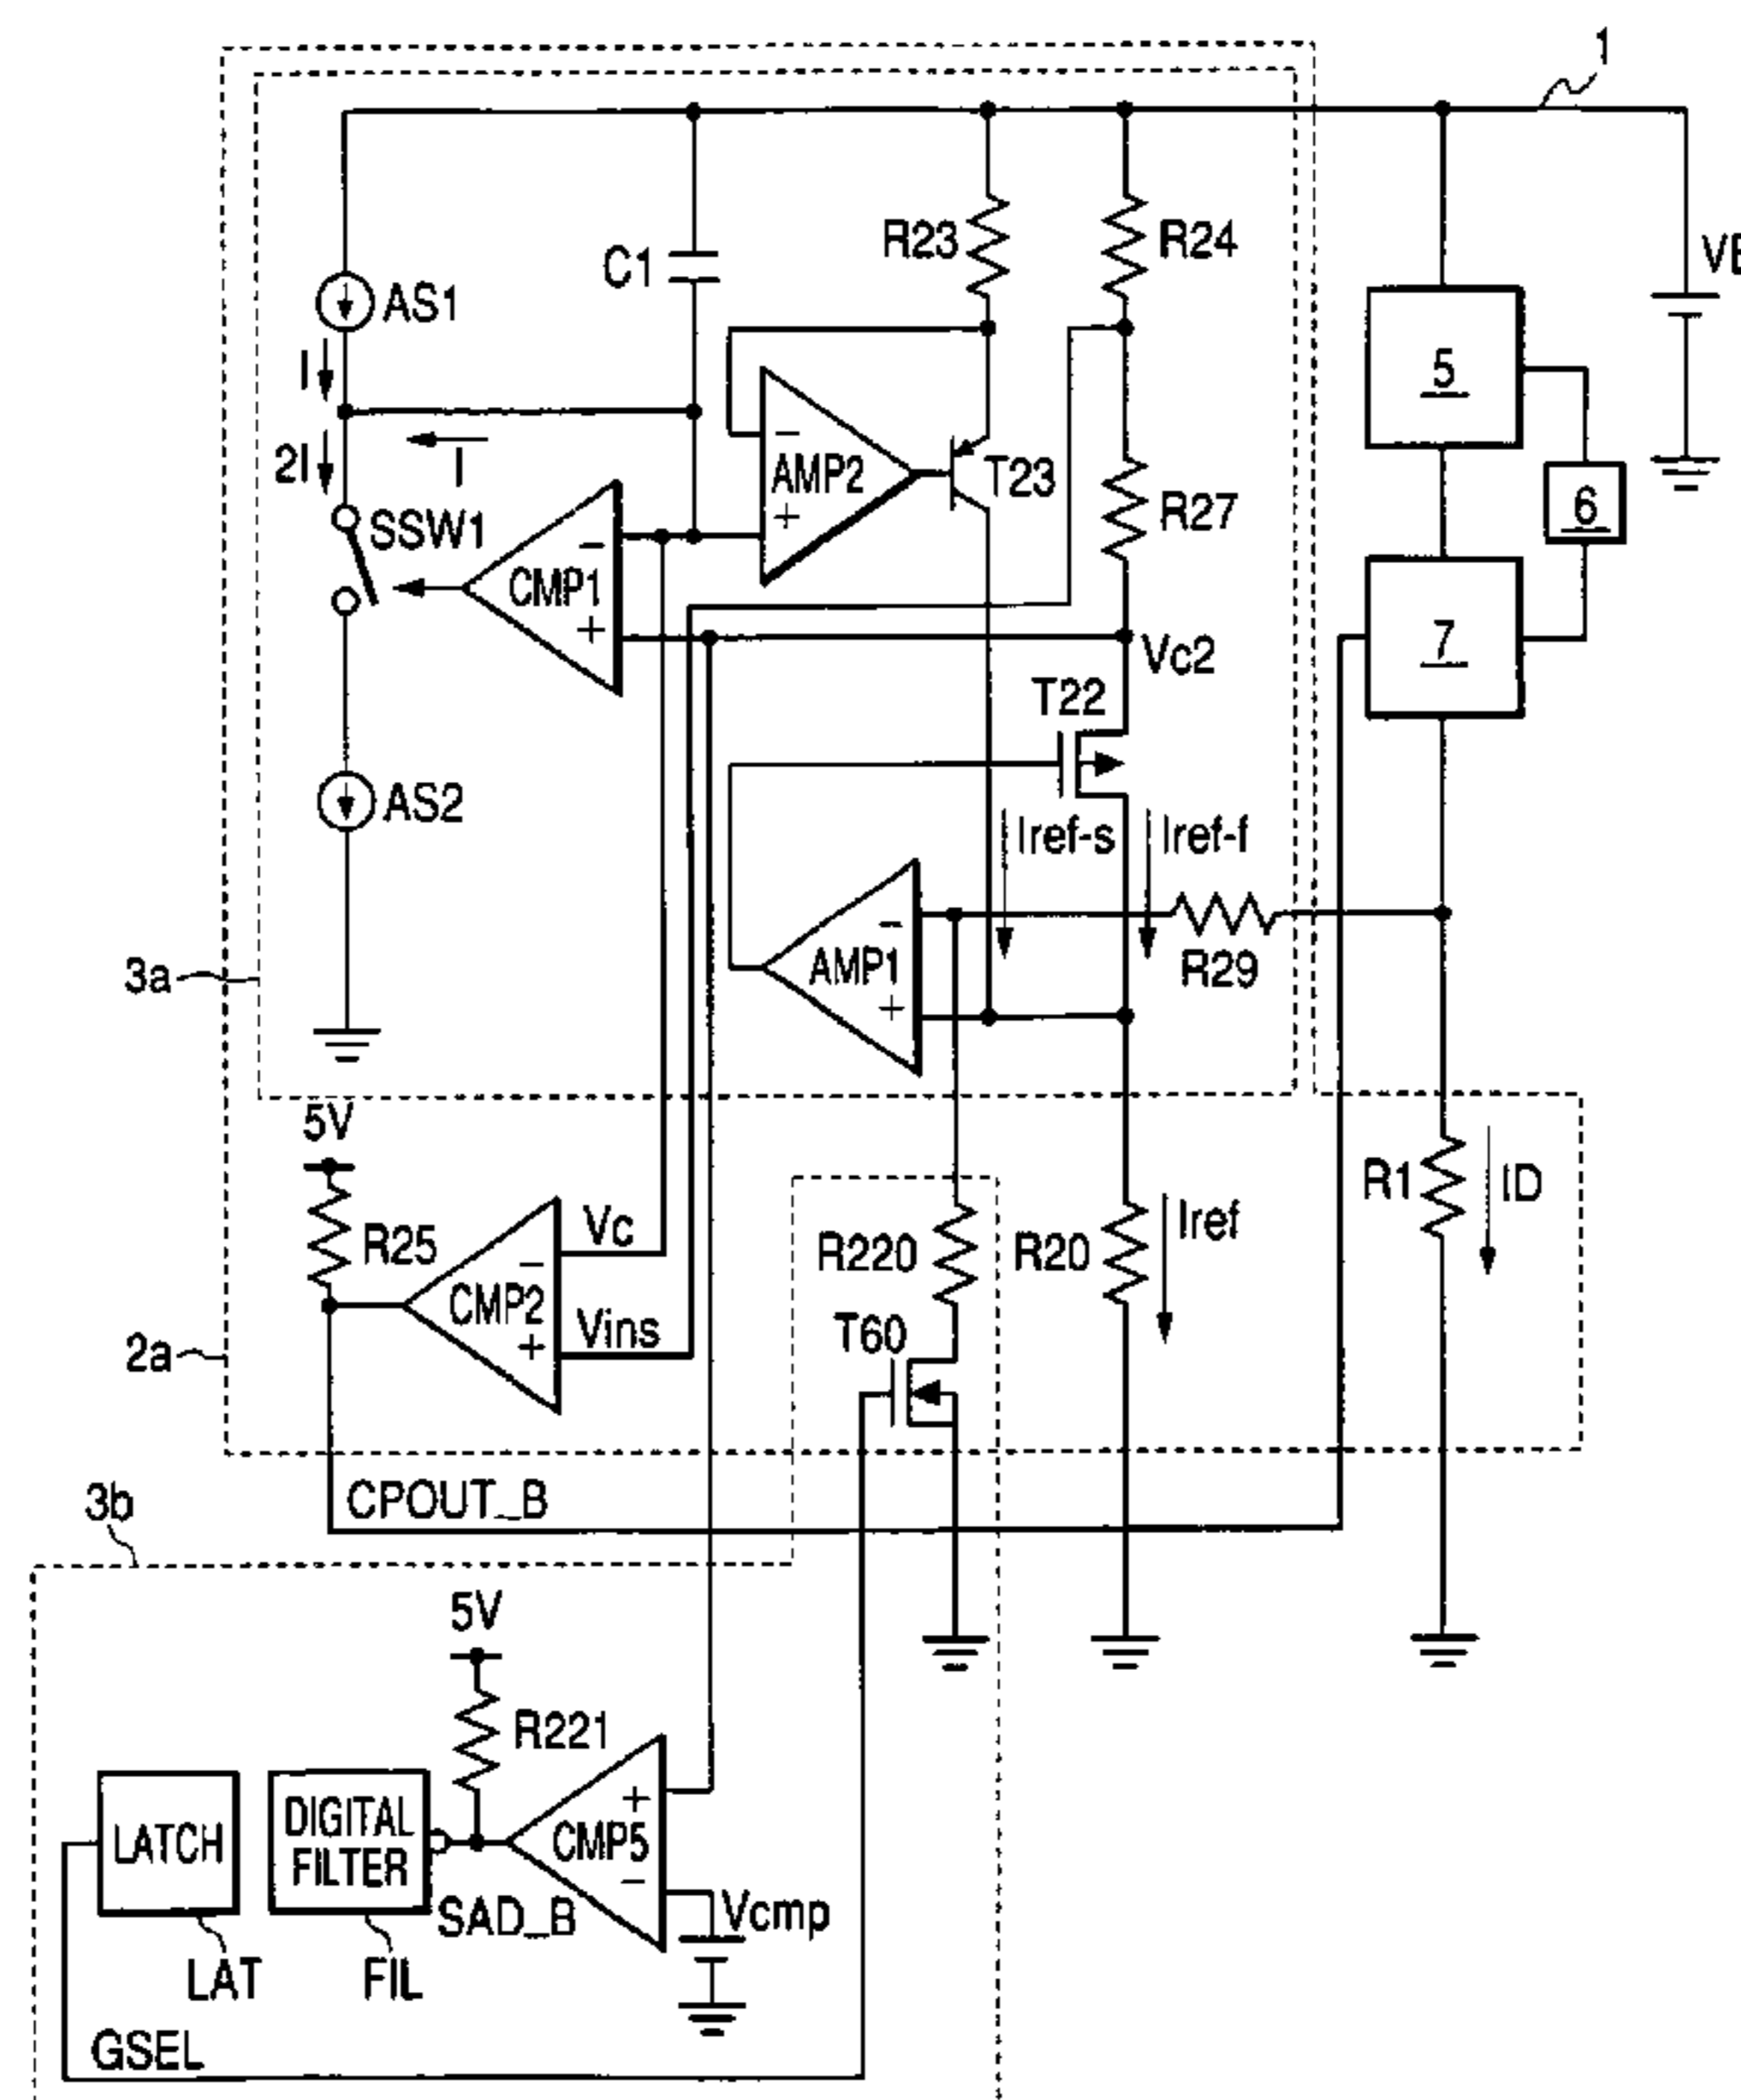 1
R23
R24
C1
VB
AS1
5
I
2I
I
−
AMP2
+
T23
R27
6
SSW1
−
CMP1
+
7
Vc2
T22
AS2
Iref-s
Iref-f
−
AMP1
+
R29
3a
5V
R1
ID
R25
Vc
−
CMP2
+
Vins
R220
R20
Iref
T60
2a
CPOUT_B
3b
5V
R221
LATCH
DIGITAL
FILTER
+
CMP5
−
SAD_B
Vcmp
LAT
FIL
GSEL